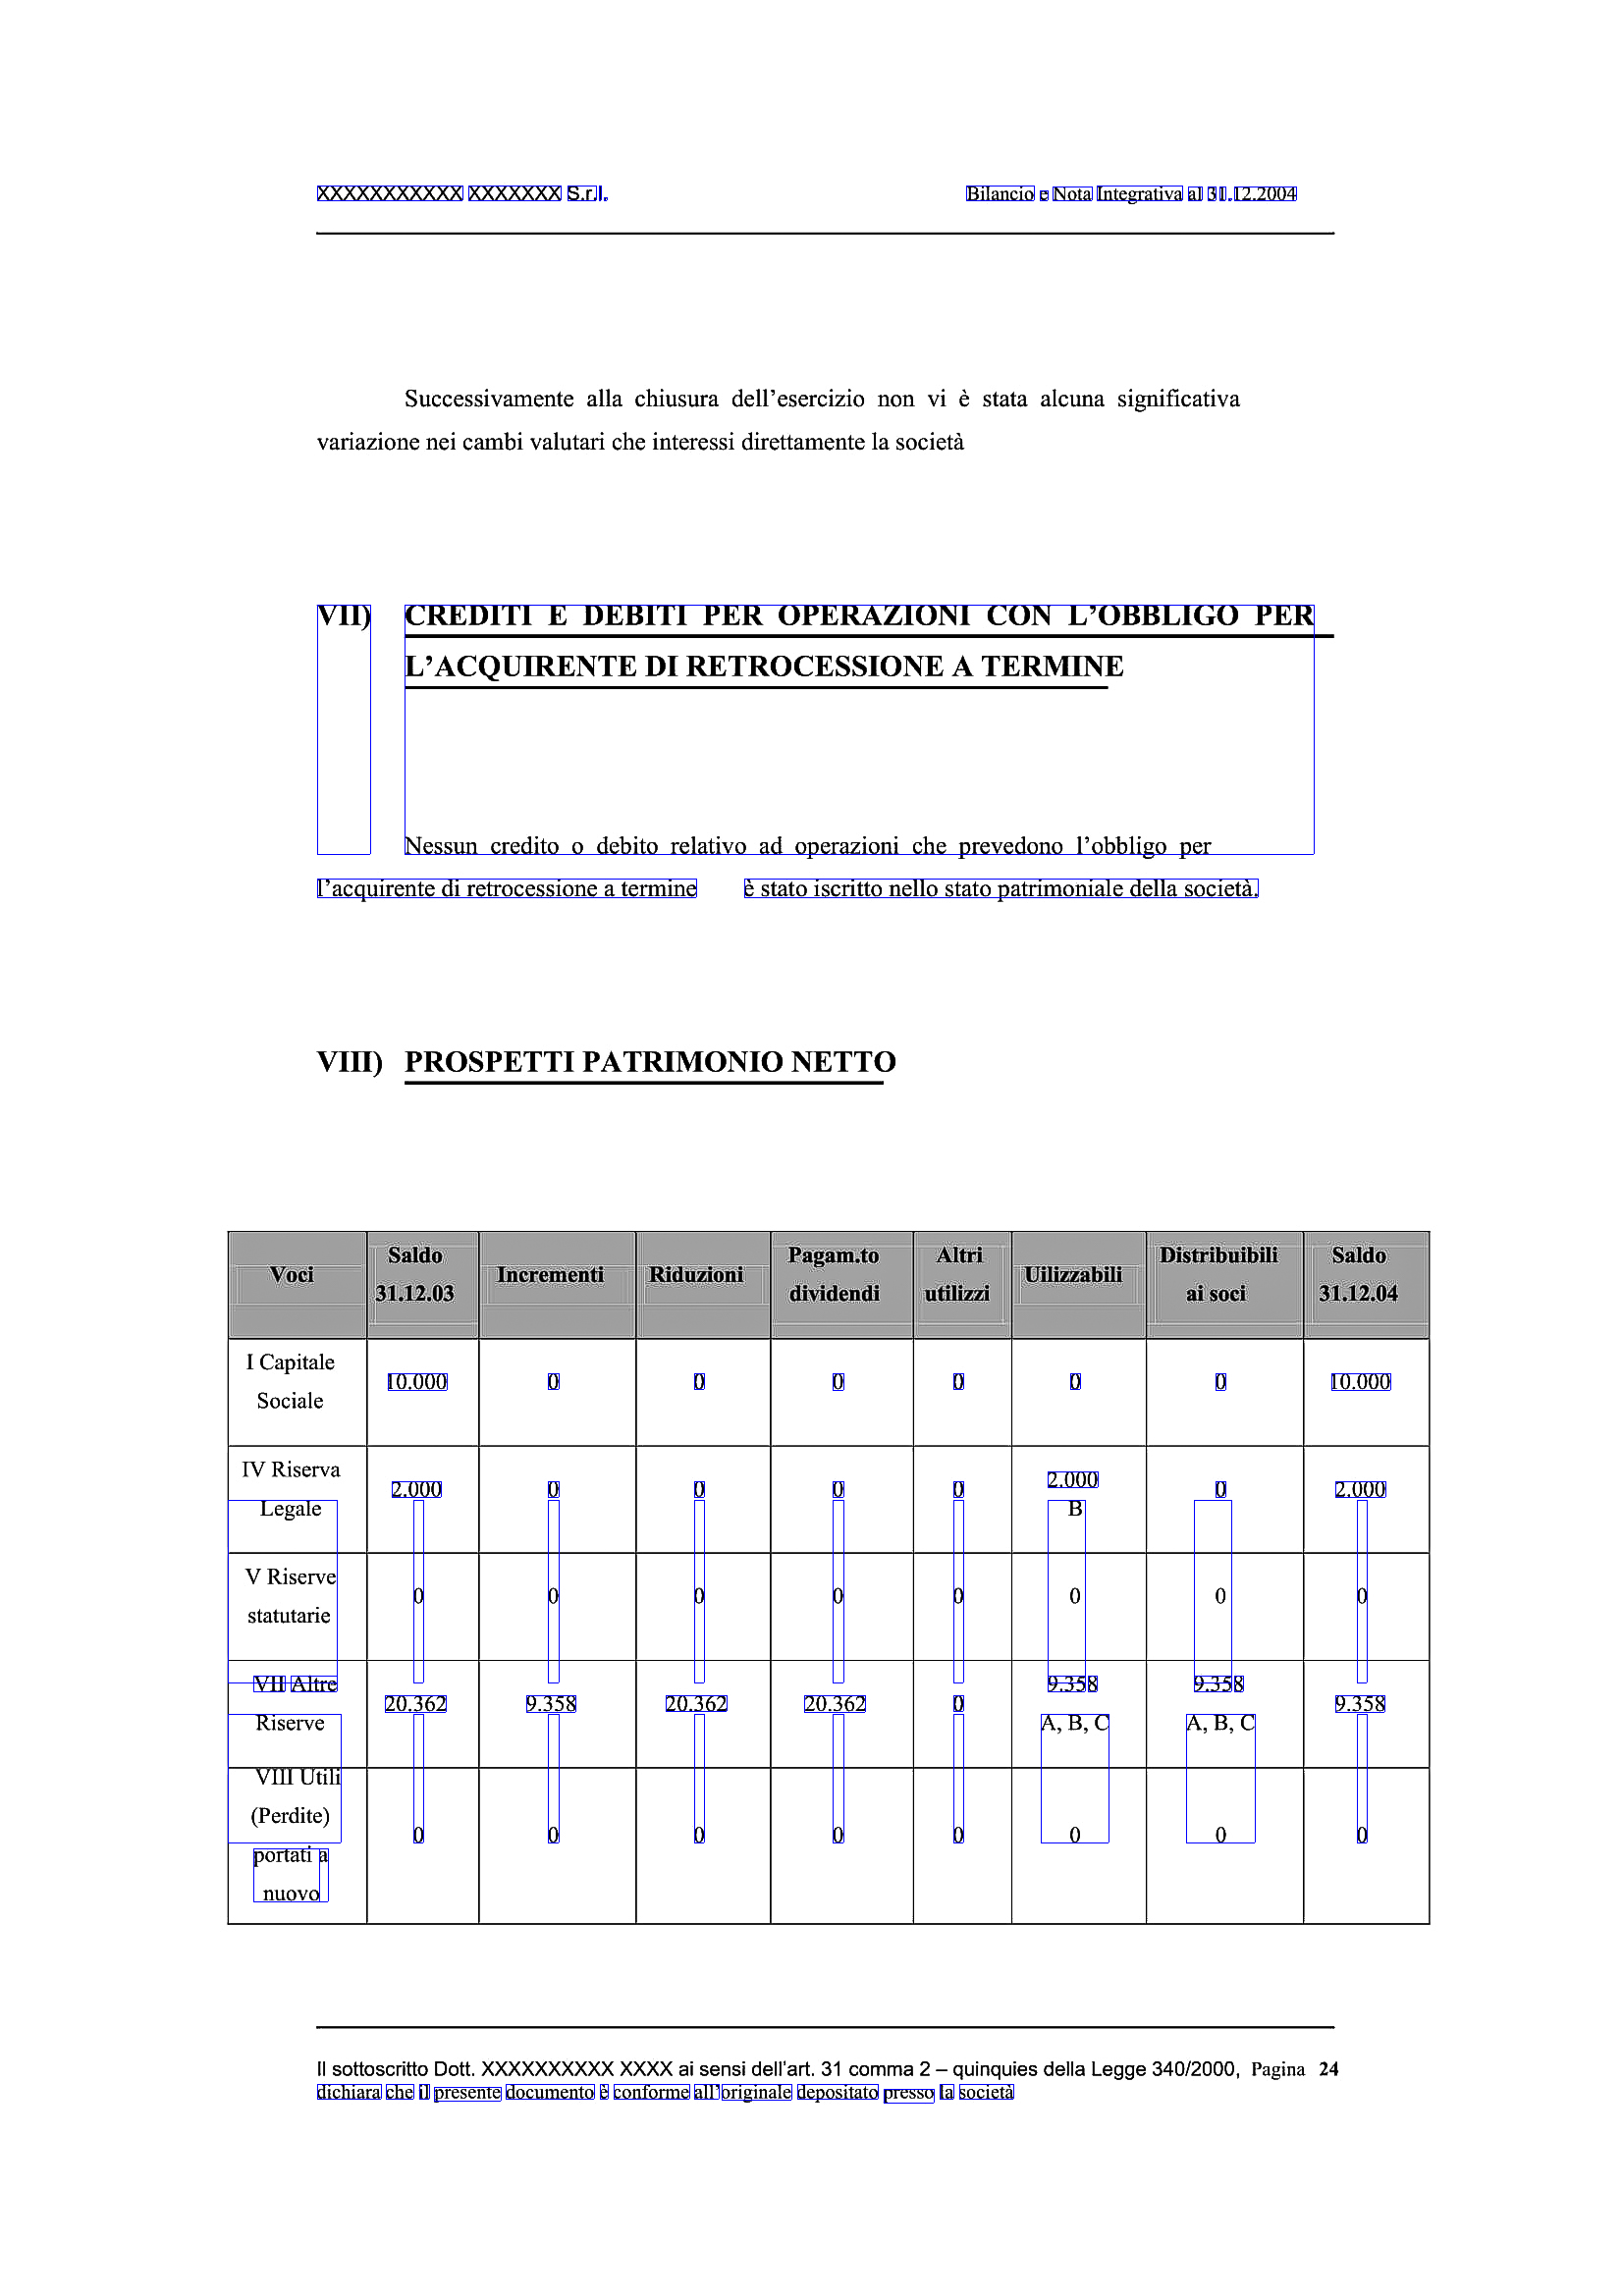 XXXXXXXXXXX XXXXXXX S.r.l. Bilancio e Nota Integrativa al 31.12.2004
Successivamente alla chiusura dell'esercizio non vi è stata alcuna significativa
variazione nei cambi valutari che interessi direttamente la società
VII) CREDITI E DEBITI PER OPERAZIONI CON L'OBBLIGO PER
L'ACQUIRENTE DI RETROCESSIONE A TERMINE
Nessun credito o debito relativo ad operazioni che prevedono l'obbligo per
l'acquirente di retrocessione a termine è stato iscritto nello stato patrimoniale della società.
VIII) PROSPETTI PATRIMONIO NETTO
Voci Saldo 31.12.03 Incrementi Riduzioni Pagam.to dividendi Altri utilizzi Uilizzabili Distribuibili ai soci Saldo 31.12.04
I Capitale Sociale 10.000 0 0 0 0 0 0 10.000
IV Riserva Legale 2.000 0 0 0 0 2.000 B 0 2.000
V Riserve statutarie 0 0 0 0 0 0 0 0
VII Altre Riserve 20.362 9.358 20.362 20.362 0 9.358 A, B, C 9.358 A, B, C 9.358
VIII Utili (Perdite) portati a nuovo 0 0 0 0 0 0 0 0
Il sottoscritto Dott. XXXXXXXXXX XXXX ai sensi dell'art. 31 comma 2 – quinquies della Legge 340/2000, Pagina 24
dichiara che il presente documento è conforme all'originale depositato presso la società